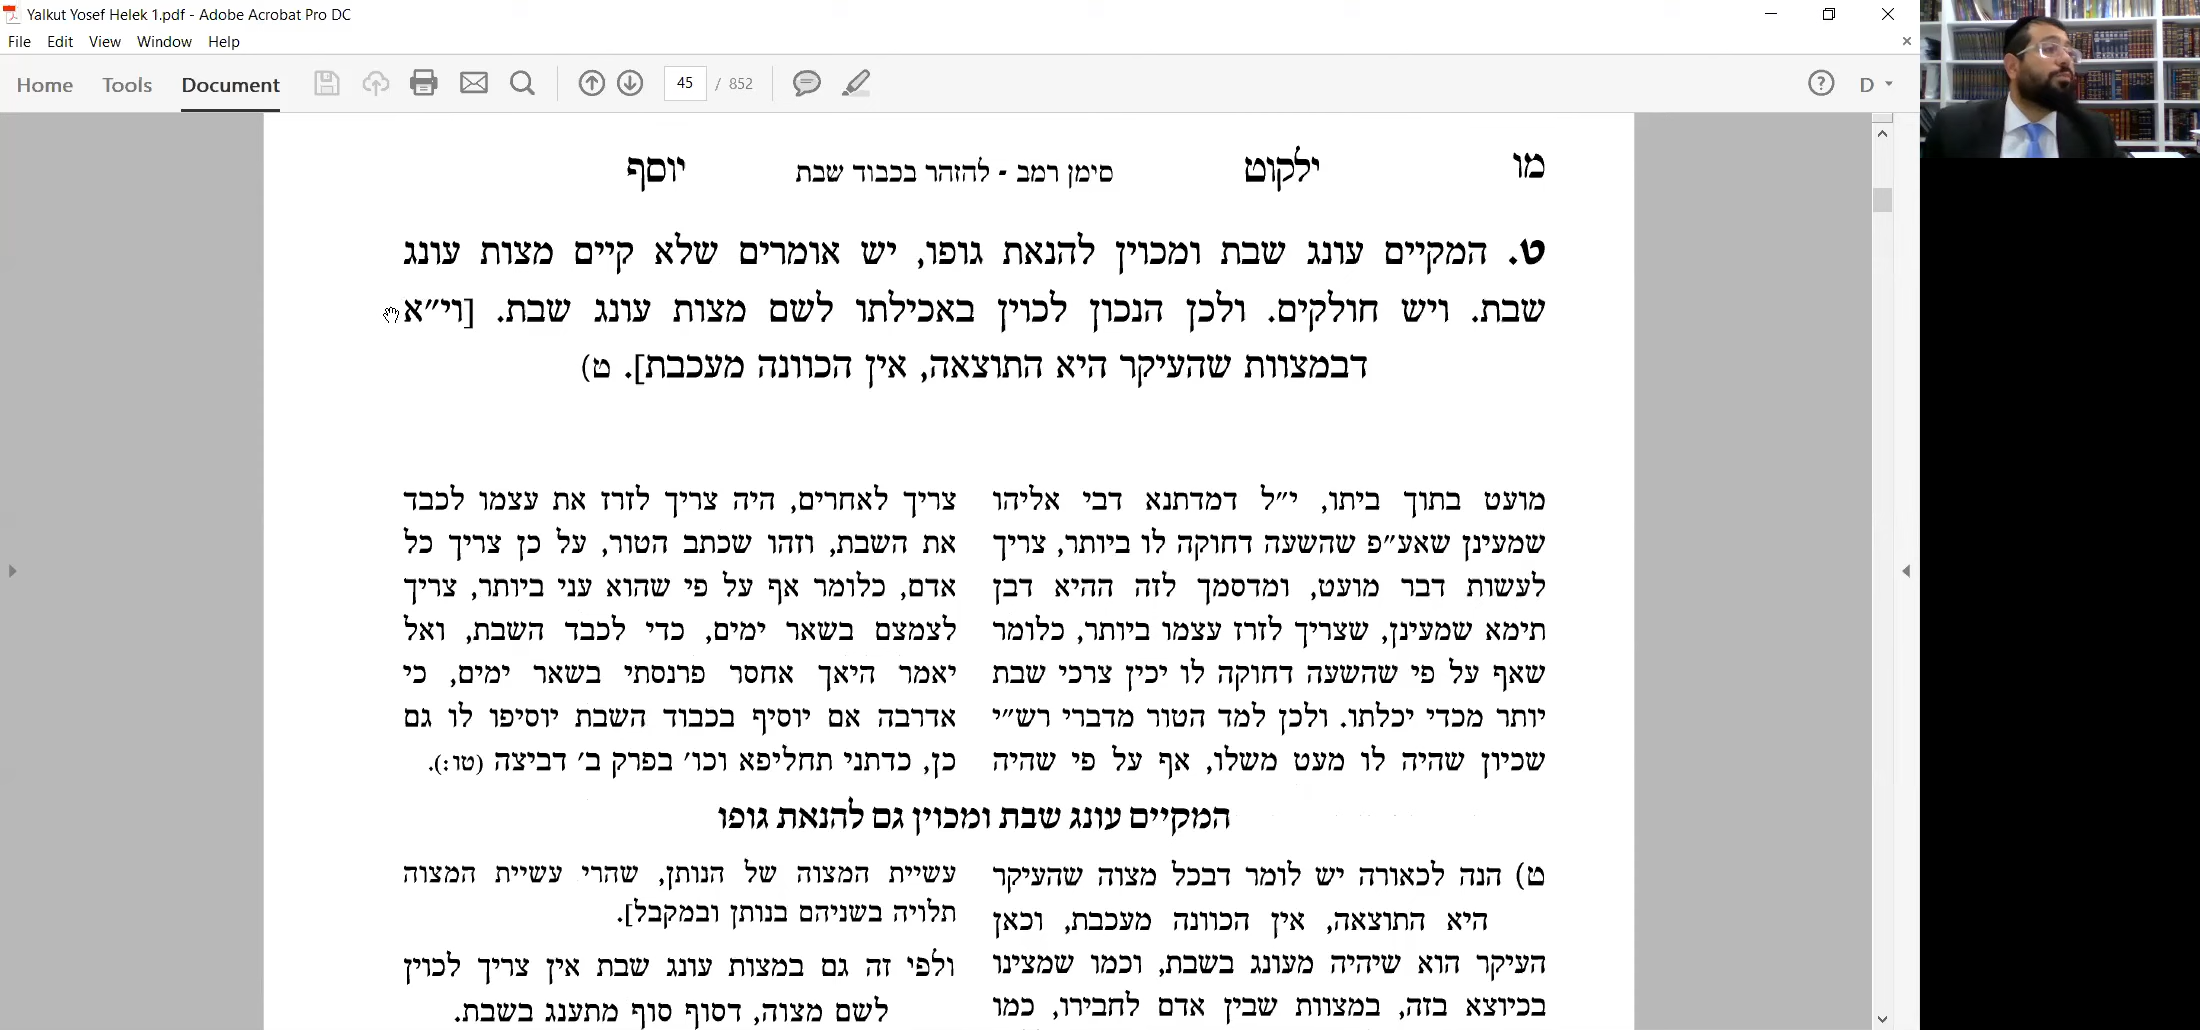 Yalkut Yosef Helek 1.pdf - Adobe Acrobat Pro DC
File Edit View Window Help
Home Tools Document 45 / 852 D
מו ילקוט סימן רמב - להזהר בכבוד שבת יוסף
ט. המקיים עונג שבת ומכוין להנאת גופו, יש אומרים שלא קיים מצות עונג
שבת. ויש חולקים. ולכן הנכון לכוין באכילתו לשם מצות עונג שבת. [וי״א
דבמצוות שהעיקר היא התוצאה, אין הכוונה מעכבת]. ט)
מועט בתוך ביתו, י״ל דמדתנא דבי אליהו
שמעינן שאע״פ שהשעה דחוקה לו ביותר, צריך
לעשות דבר מועט, ומדסמך לזה ההיא דבן
תימא שמעינן, שצריך לזרז עצמו ביותר, כלומר
שאף על פי שהשעה דחוקה לו יכין צרכי שבת
יותר מכדי יכלתו. ולכן למד הטור מדברי רש״י
שכיון שהיה לו מעט משלו, אף על פי שהיה
צריך לאחרים, היה צריך לזרז את עצמו לכבד
את השבת, וזהו שכתב הטור, על כן צריך כל
אדם, כלומר אף על פי שהוא עני ביותר, צריך
לצמצם בשאר ימים, כדי לכבד השבת, ואל
יאמר היאך אחסר פרנסתי בשאר ימים, כי
אדרבה אם יוסיף בכבוד השבת יוסיפו לו גם
כן, כדתני תחליפא וכו׳ בפרק ב׳ דביצה (טו:).
המקיים עונג שבת ומכוין גם להנאת גופו
ט) הנה לכאורה יש לומר דבכל מצוה שהעיקר
היא התוצאה, אין הכוונה מעכבת, וכאן
העיקר הוא שיהיה מעונג בשבת, וכמו שמצינו
בכיוצא בזה, במצוות שבין אדם לחבירו, כמו
עשיית המצוה של הנותן, שהרי עשיית המצוה
תלויה בשניהם בנותן ובמקבל].
ולפי זה גם במצות עונג שבת אין צריך לכוין
לשם מצוה, דסוף סוף מתענג בשבת.